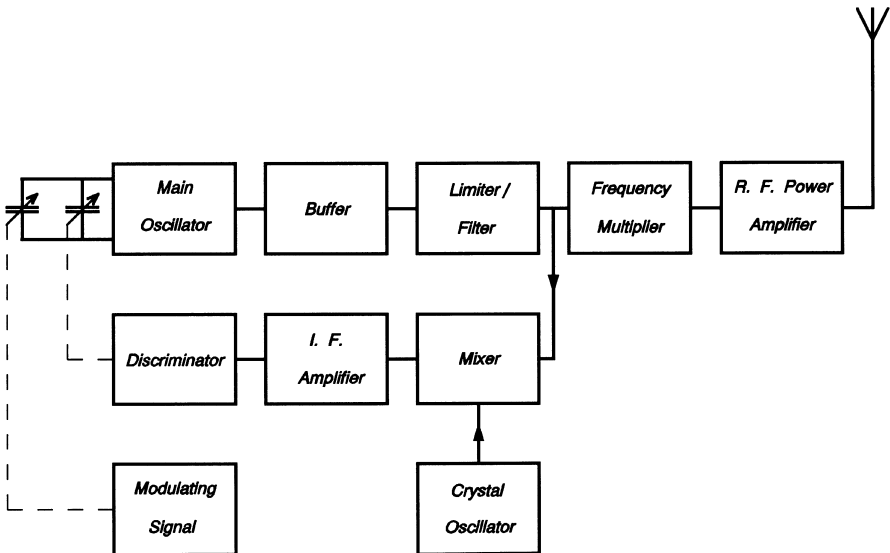 Main
Oscillator
Buffer
Limiter /
Filter
Frequency
Multiplier
R. F. Power
Amplifier
Discriminator
I. F.
Amplifier
Mixer
Modulating
Signal
Crystal
Oscillator